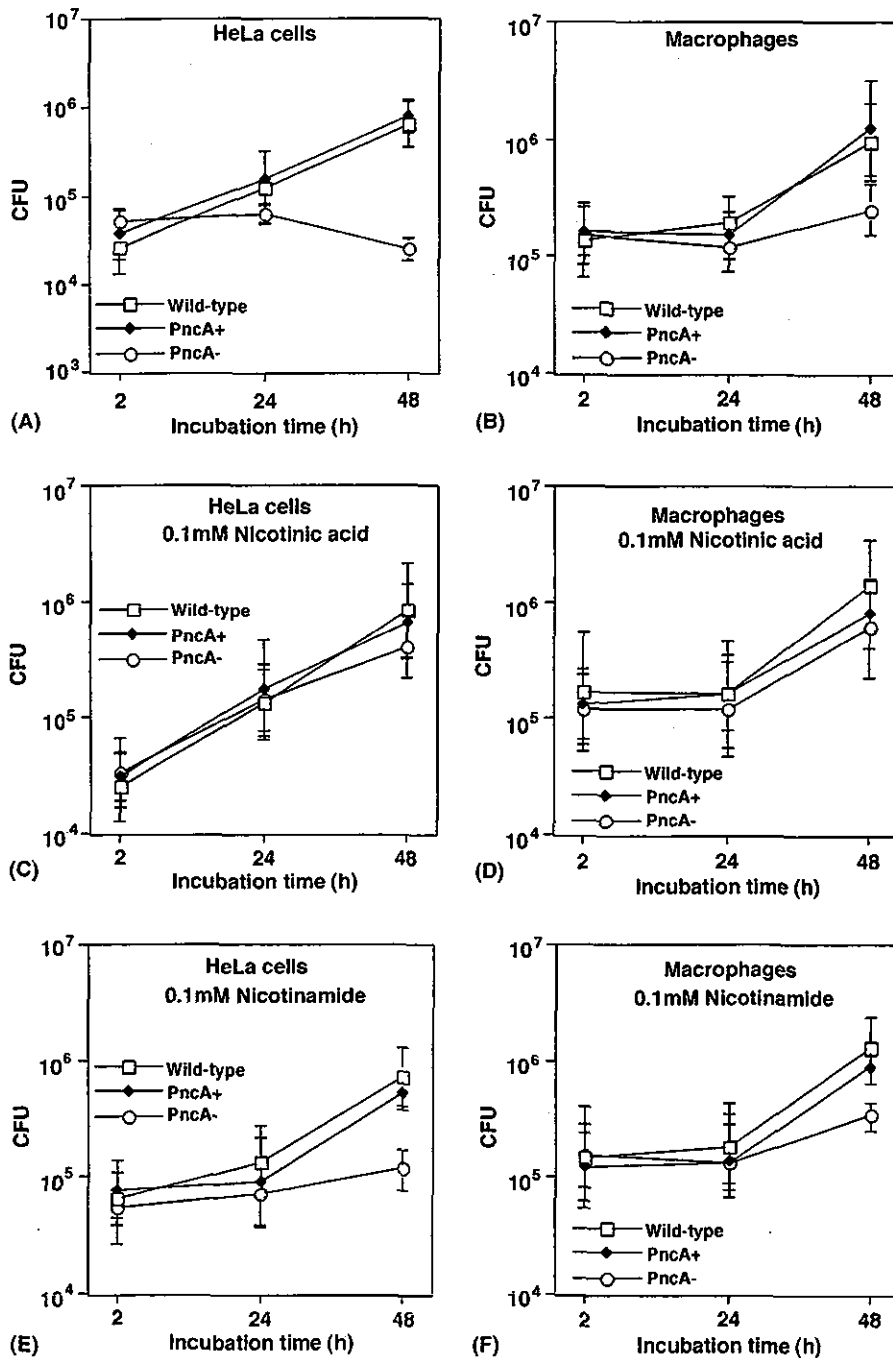 HeLa cells
10^7
10^6
10^5
10^4
10^3
CFU
Wild-type
PncA+
PncA-
2 24 48
(A) Incubation time (h)
Macrophages
10^7
10^6
10^5
10^4
CFU
Wild-type
PncA+
PncA-
2 24 48
(B) Incubation time (h)
HeLa cells
0.1mM Nicotinic acid
10^7
10^6
10^5
10^4
CFU
Wild-type
PncA+
PncA-
2 24 48
(C) Incubation time (h)
Macrophages
0.1mM Nicotinic acid
10^7
10^6
10^5
10^4
CFU
Wild-type
PncA+
PncA-
2 24 48
(D) Incubation time (h)
HeLa cells
0.1mM Nicotinamide
10^7
10^6
10^5
10^4
CFU
Wild-type
PncA+
PncA-
2 24 48
(E) Incubation time (h)
Macrophages
0.1mM Nicotinamide
10^7
10^6
10^5
10^4
CFU
Wild-type
PncA+
PncA-
2 24 48
(F) Incubation time (h)